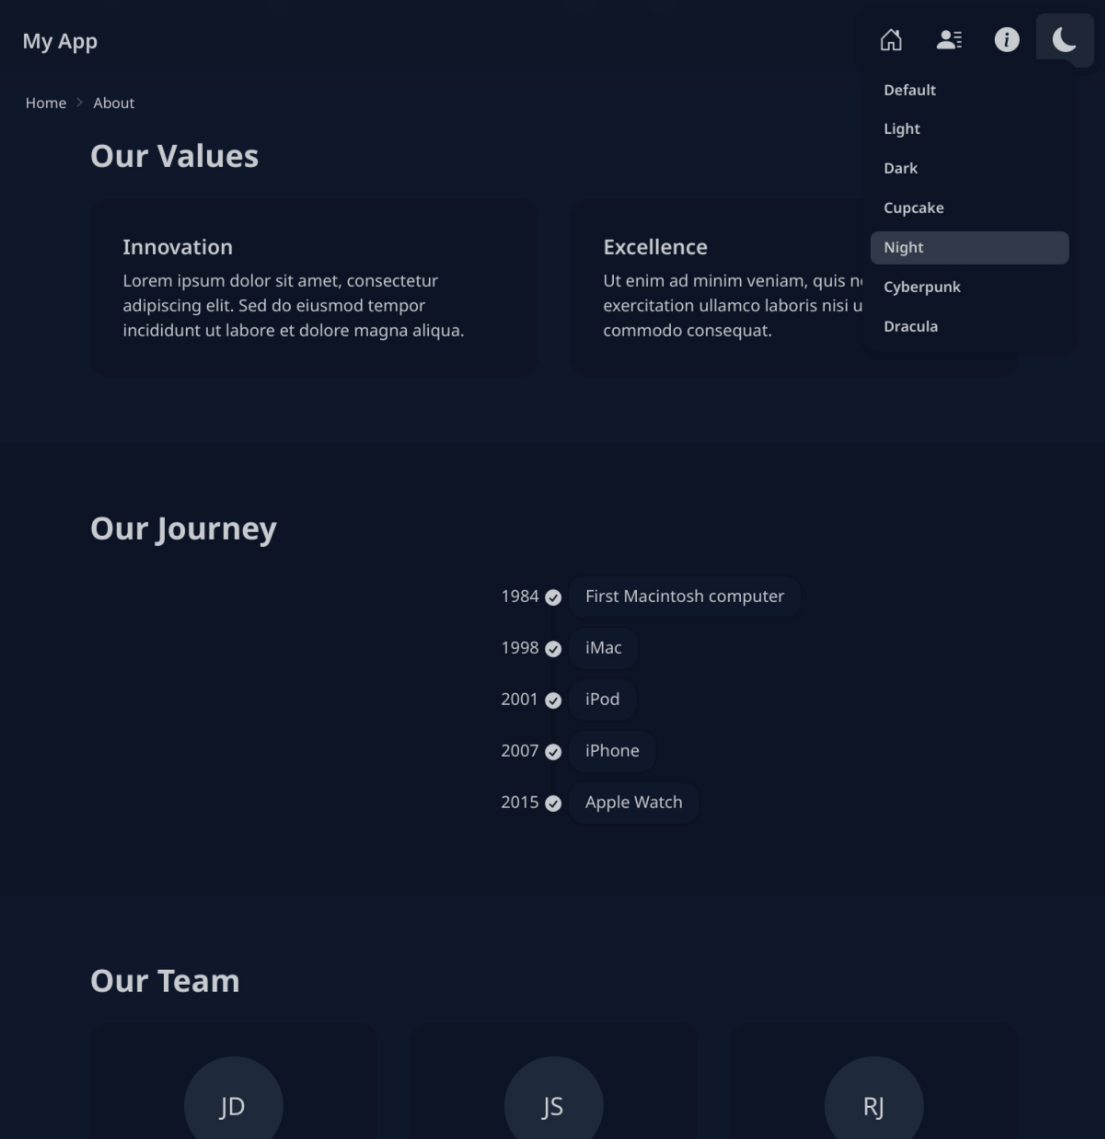 My App
Default
Light
Dark
Cupcake
Night
Cyberpunk
Dracula
Home
About
Our Values
Innovation
Lorem ipsum dolor sit amet, consectetur
adipiscing elit. Sed do eiusmod tempor
incididunt ut labore et dolore magna aliqua.
Excellence
Ut enim ad minim veniam, quis
exercitation ullamco laboris nisi
commodo consequat.
Our Journey
1984 First Macintosh computer
1998 iMac
2001 iPod
2007 iPhone
2015 Apple Watch
Our Team
JD
JS
RJ